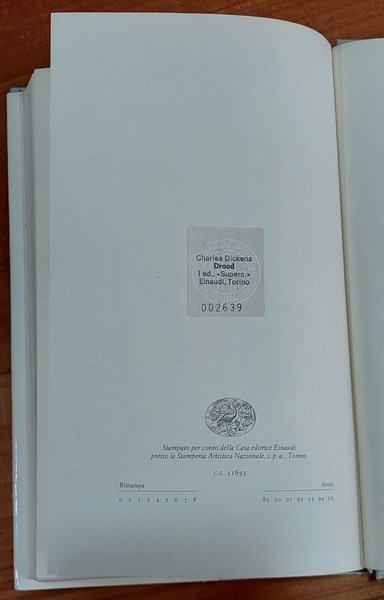 Charles Dickens
Drood
I ed., «Superc.»
Einaudi, Torino
002639
Stampato per conto della Casa editrice Einaudi
presso la Stamperia Artistica Nazionale, s. p. a., Torino
C.L. 11653
Ristampa Anno
0 1 2 3 4 5 6 7 8 89 90 91 92 93 94 95